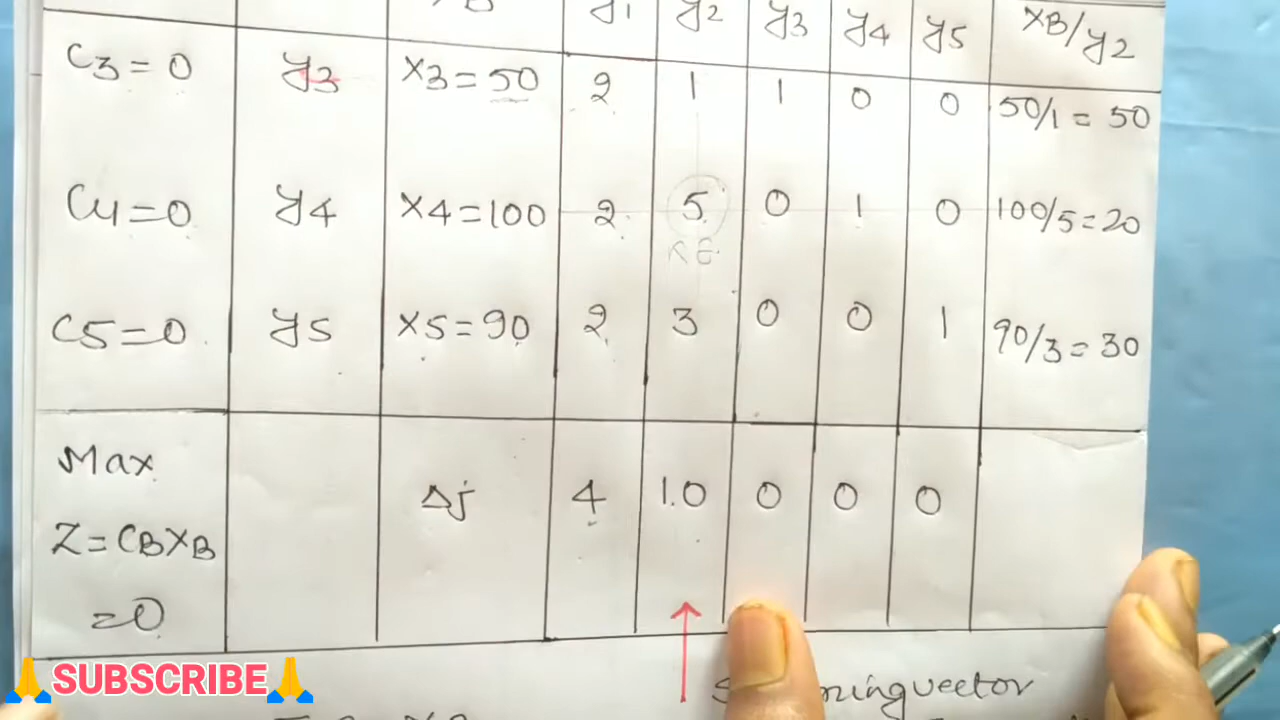 y1 y2 y3 y4 y5 XB/y2
C3=0 y3 X3=50 2 1 1 0 0 50/1=50
C4=0 y4 X4=100 2 5 0 1 0 100/5=20
C5=0 y5 X5=90 2 3 0 0 1 90/3=30
Max
Δj 4 1.0 0 0 0
Z=CBXB
=0
🙏SUBSCRIBE🙏